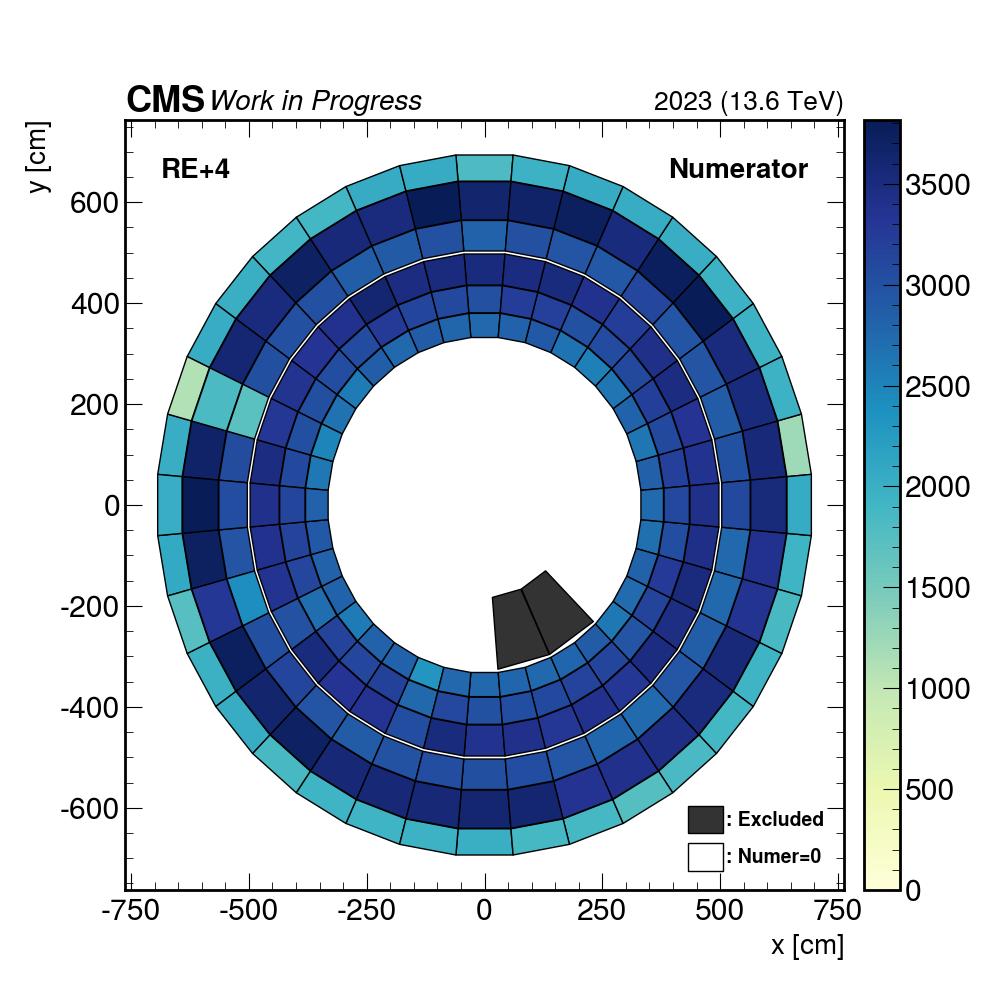 CMS Work in Progress 2023 (13.6 TeV)
y [cm]
RE+4 Numerator
600
400
200
0
-200
-400
-600
: Excluded
: Numer=0
-750 -500 -250 0 250 500 750
x [cm]
3500
3000
2500
2000
1500
1000
500
0